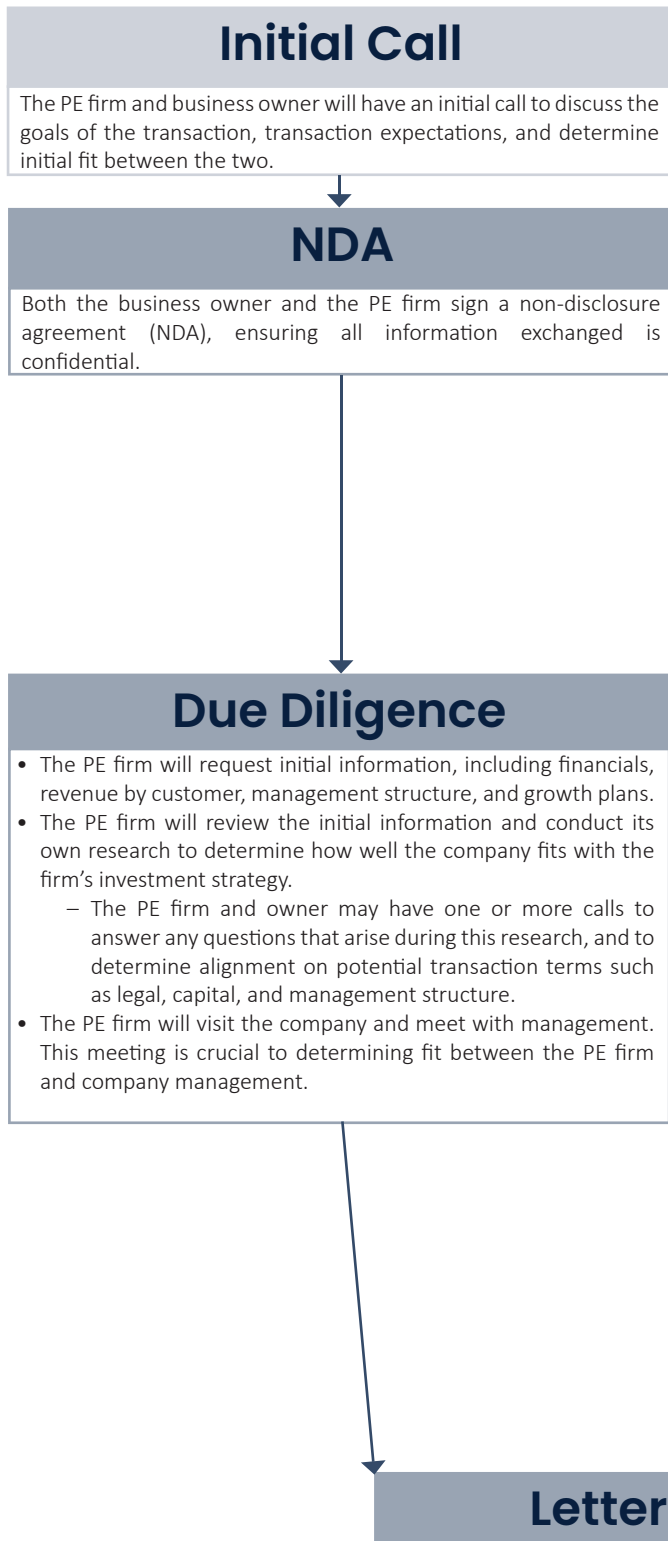 Initial Call
The PE firm and business owner will have an initial call to discuss the
goals of the transaction, transaction expectations, and determine
initial fit between the two.
NDA
Both the business owner and the PE firm sign a non-disclosure
agreement (NDA), ensuring all information exchanged is
confidential.
Due Diligence
• The PE firm will request initial information, including financials,
revenue by customer, management structure, and growth plans.
• The PE firm will review the initial information and conduct its
own research to determine how well the company fits with the
firm’s investment strategy.
– The PE firm and owner may have one or more calls to
answer any questions that arise during this research, and to
determine alignment on potential transaction terms such
as legal, capital, and management structure.
• The PE firm will visit the company and meet with management.
This meeting is crucial to determining fit between the PE firm
and company management.
Letter